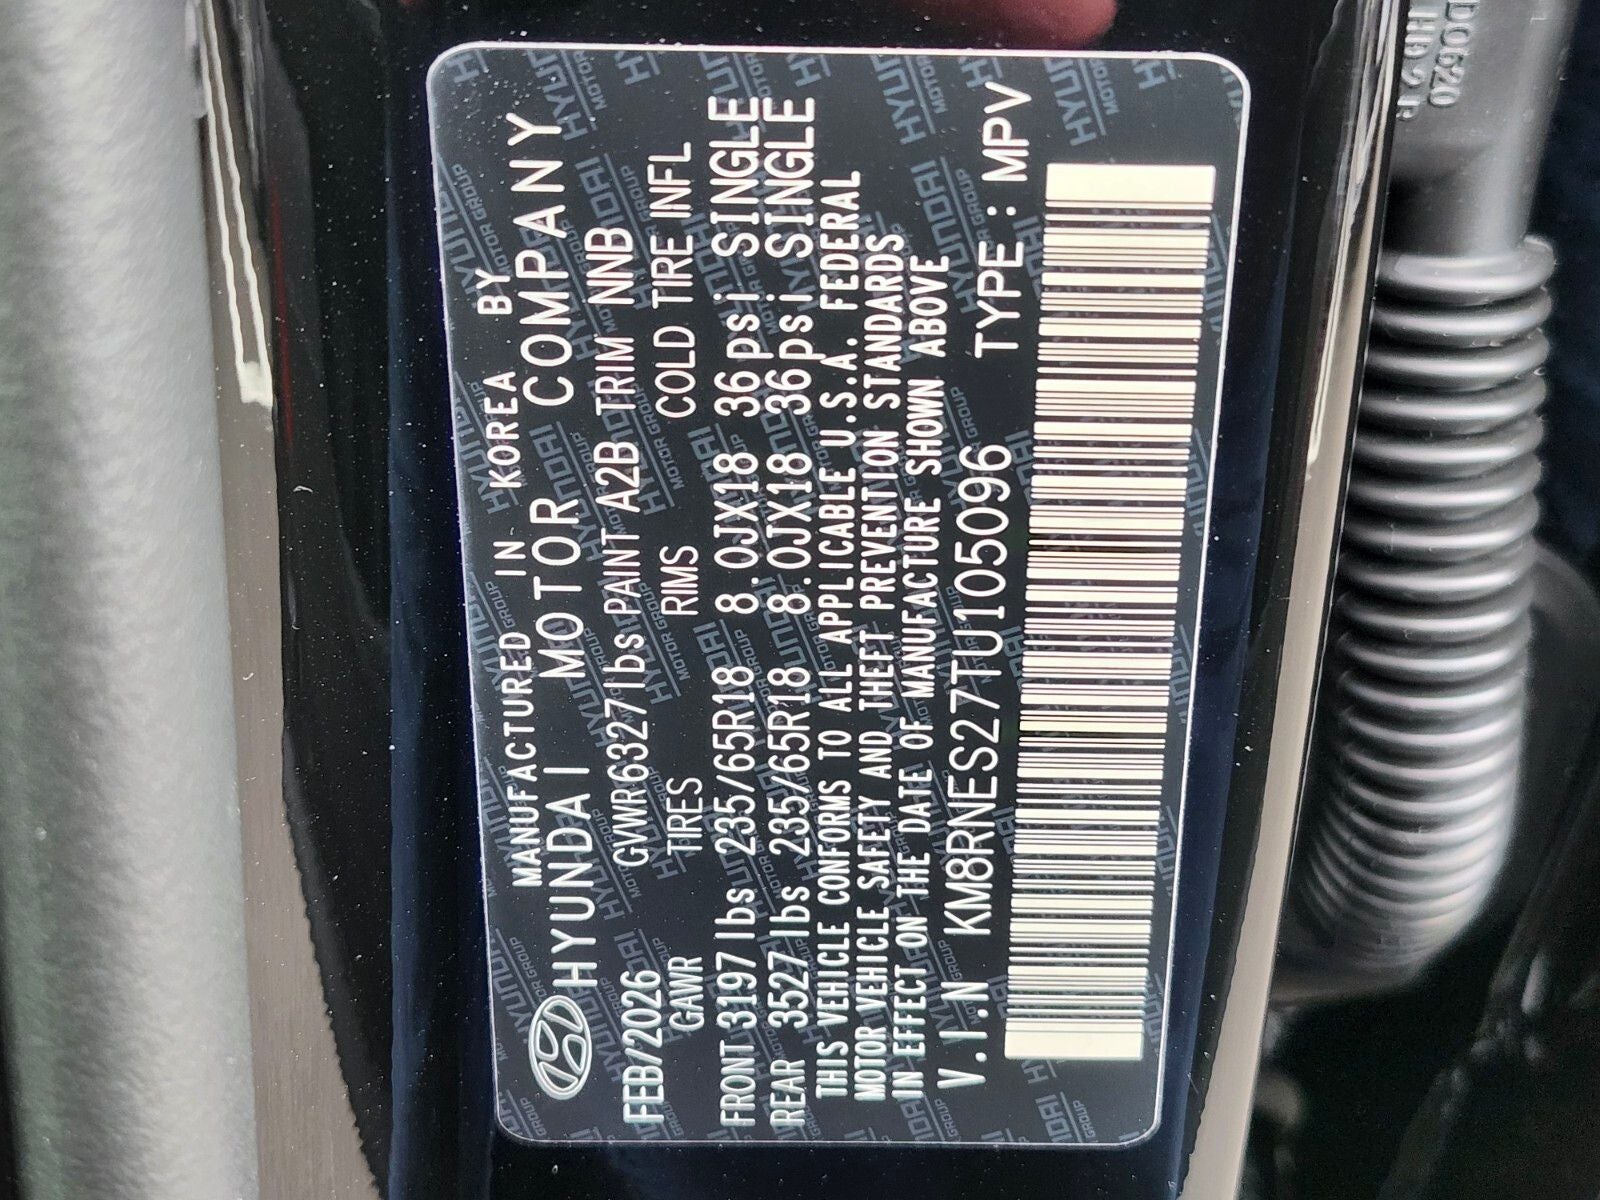 MANUFACTURED IN KOREA BY
HYUNDAI MOTOR COMPANY
FEB/2026 GVWR6327lbsPAINT A2B TRIM NNB
GAWR TIRES RIMS COLD TIRE INFL
FRONT 3197lbs 235/65R18 8.0JX18 36psi SINGLE
REAR 3527lbs 235/65R18 8.0JX18 36psi SINGLE
THIS VEHICLE CONFORMS TO ALL APPLICABLE U.S.A. FEDERAL
MOTOR VEHICLE SAFETY AND THEFT PREVENTION STANDARDS
IN EFFECT ON THE DATE OF MANUFACTURE SHOWN ABOVE
V.I.N KM8RNES27TU105096 TYPE : MPV